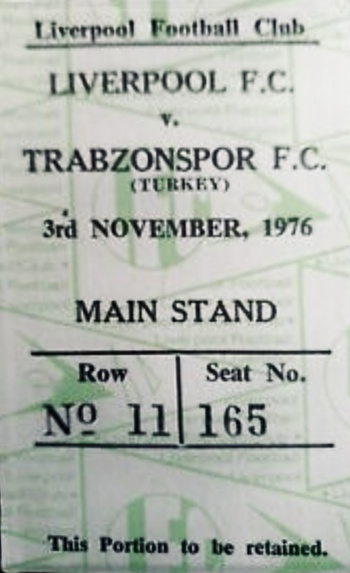 Liverpool Football Club
LIVERPOOL F.C.
v.
TRABZONSPOR F.C.
(TURKEY)
3rd NOVEMBER, 1976
MAIN STAND
Row Seat No.
Nº 11 165
This Portion to be retained.